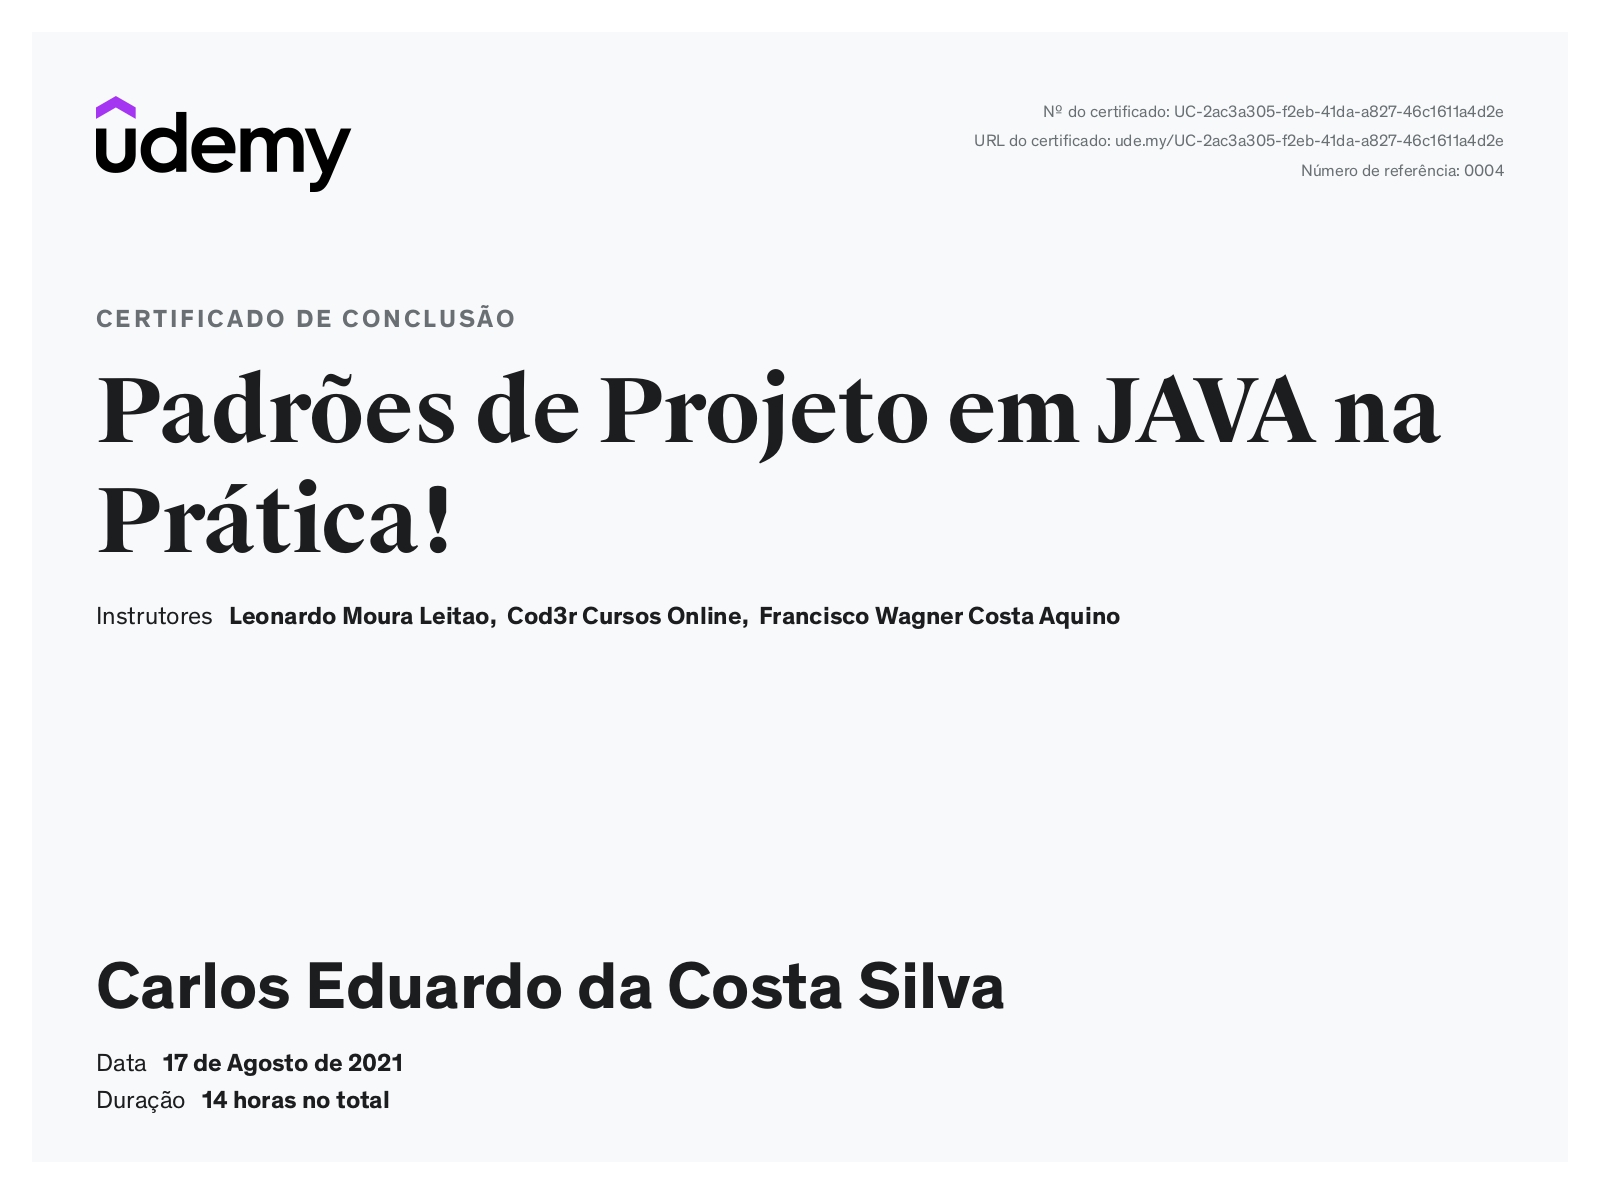 udemy
Nº do certificado: UC-2ac3a305-f2eb-41da-a827-46c1611a4d2e
URL do certificado: ude.my/UC-2ac3a305-f2eb-41da-a827-46c1611a4d2e
Número de referência: 0004
CERTIFICADO DE CONCLUSÃO
Padrões de Projeto em JAVA na
Prática!
Instrutores Leonardo Moura Leitao, Cod3r Cursos Online, Francisco Wagner Costa Aquino
Carlos Eduardo da Costa Silva
Data 17 de Agosto de 2021
Duração 14 horas no total